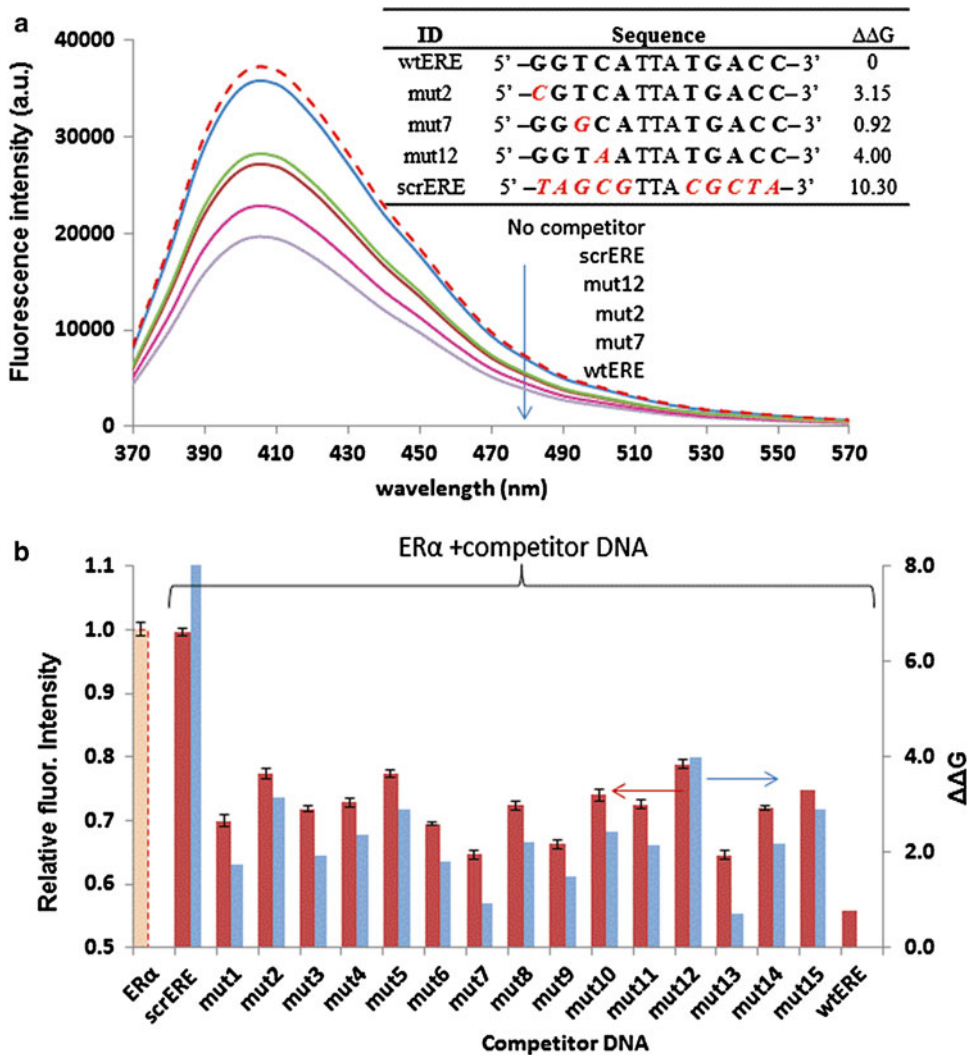 a
ID Sequence ΔΔG
wtERE 5’ –GGTCATTATGACC–3’ 0
mut2 5’ –CGTCATTATGACC–3’ 3.15
mut7 5’ –GGGCATTATGACC–3’ 0.92
mut12 5’ –GGTAATTATGACC–3’ 4.00
scrERE 5’ –TAGCGTTACGCTA–3’ 10.30
No competitor
scrERE
mut12
mut2
mut7
wtERE
Fluorescence intensity (a.u.)
40000
30000
20000
10000
0
370 390 410 430 450 470 490 510 530 550 570
wavelength (nm)
b
ERα +competitor DNA
Relative fluor. Intensity
1.1
1.0
0.9
0.8
0.7
0.6
0.5
8.0
6.0
4.0
2.0
0.0
ΔΔG
ERα scrERE mut1 mut2 mut3 mut4 mut5 mut6 mut7 mut8 mut9 mut10 mut11 mut12 mut13 mut14 mut15 wtERE
Competitor DNA